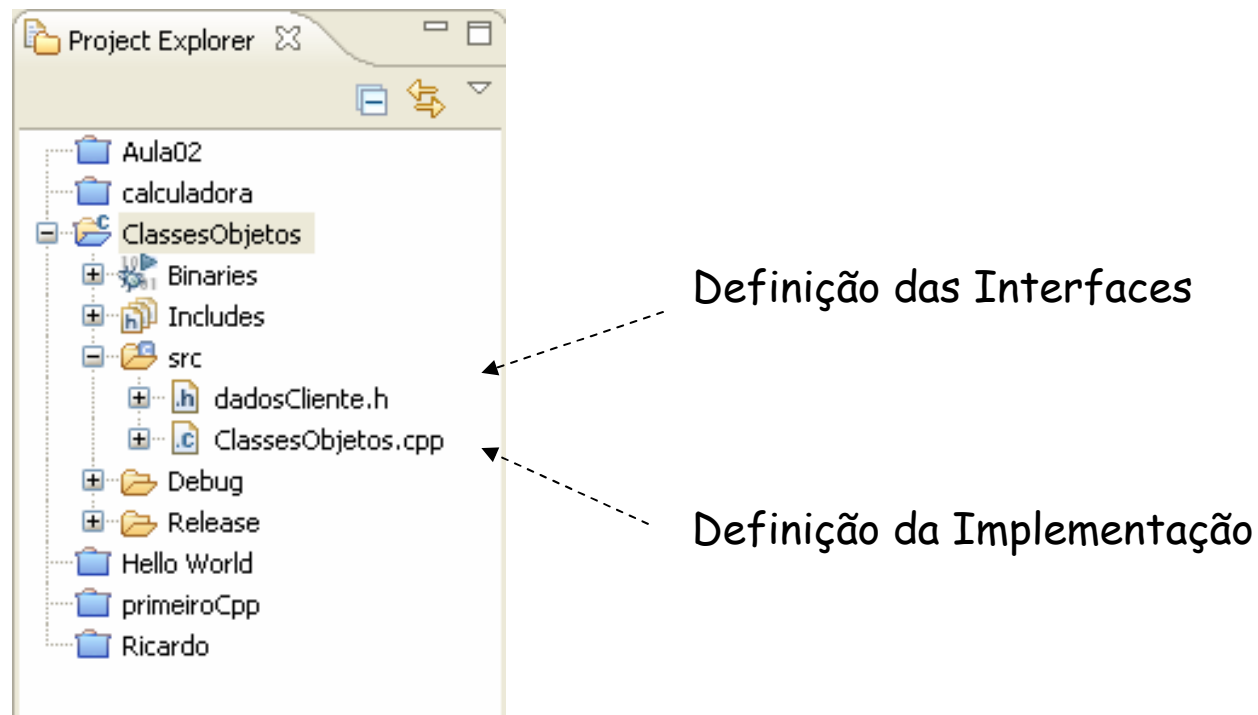 Project Explorer
Aula02
calculadora
ClassesObjetos
Binaries
Includes
src
dadosCliente.h
ClassesObjetos.cpp
Debug
Release
Hello World
primeiroCpp
Ricardo
Definição das Interfaces
Definição da Implementação